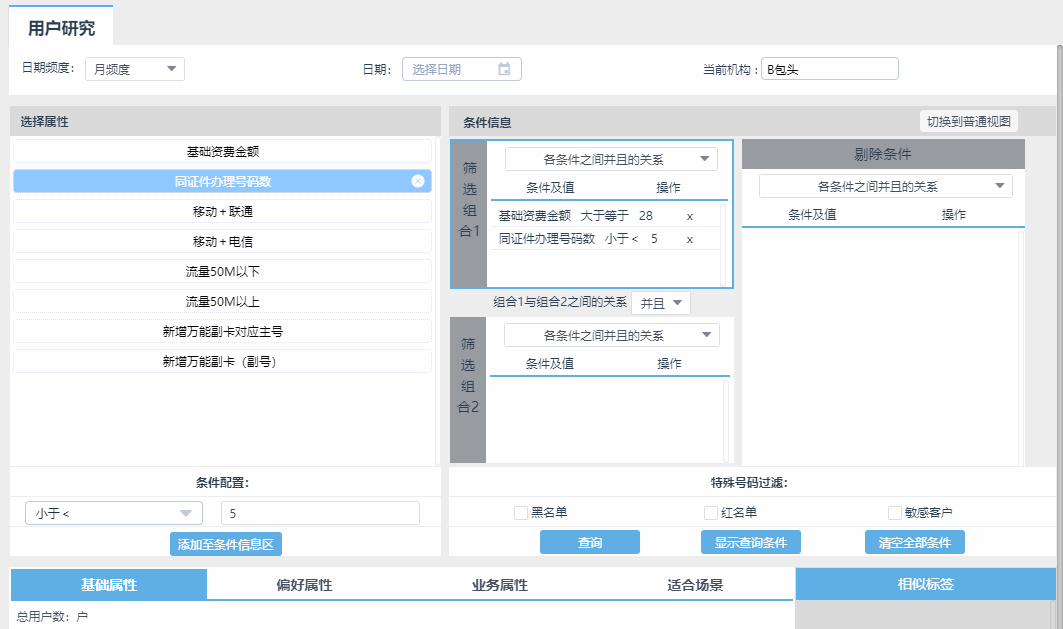 用户研究
日期频度： 月频度 日期： 选择日期 当前机构： B包头
选择属性
基础资费金额
同证件办理号码数
移动＋联通
移动＋电信
流量50M以下
流量50M以上
新增万能副卡对应主号
新增万能副卡（副号）
条件配置：
小于 < 5
添加至条件信息区
条件信息 切换到普通视图
筛选组合1
各条件之间并且的关系
条件及值 操作
基础资费金额 大于等于 28 x
同证件办理号码数 小于 < 5 x
组合1与组合2之间的关系 并且
筛选组合2
各条件之间并且的关系
条件及值 操作
剔除条件
各条件之间并且的关系
条件及值 操作
特殊号码过滤：
黑名单 红名单 敏感客户
查询 显示查询条件 清空全部条件
基础属性 偏好属性 业务属性 适合场景 相似标签
总用户数： 户